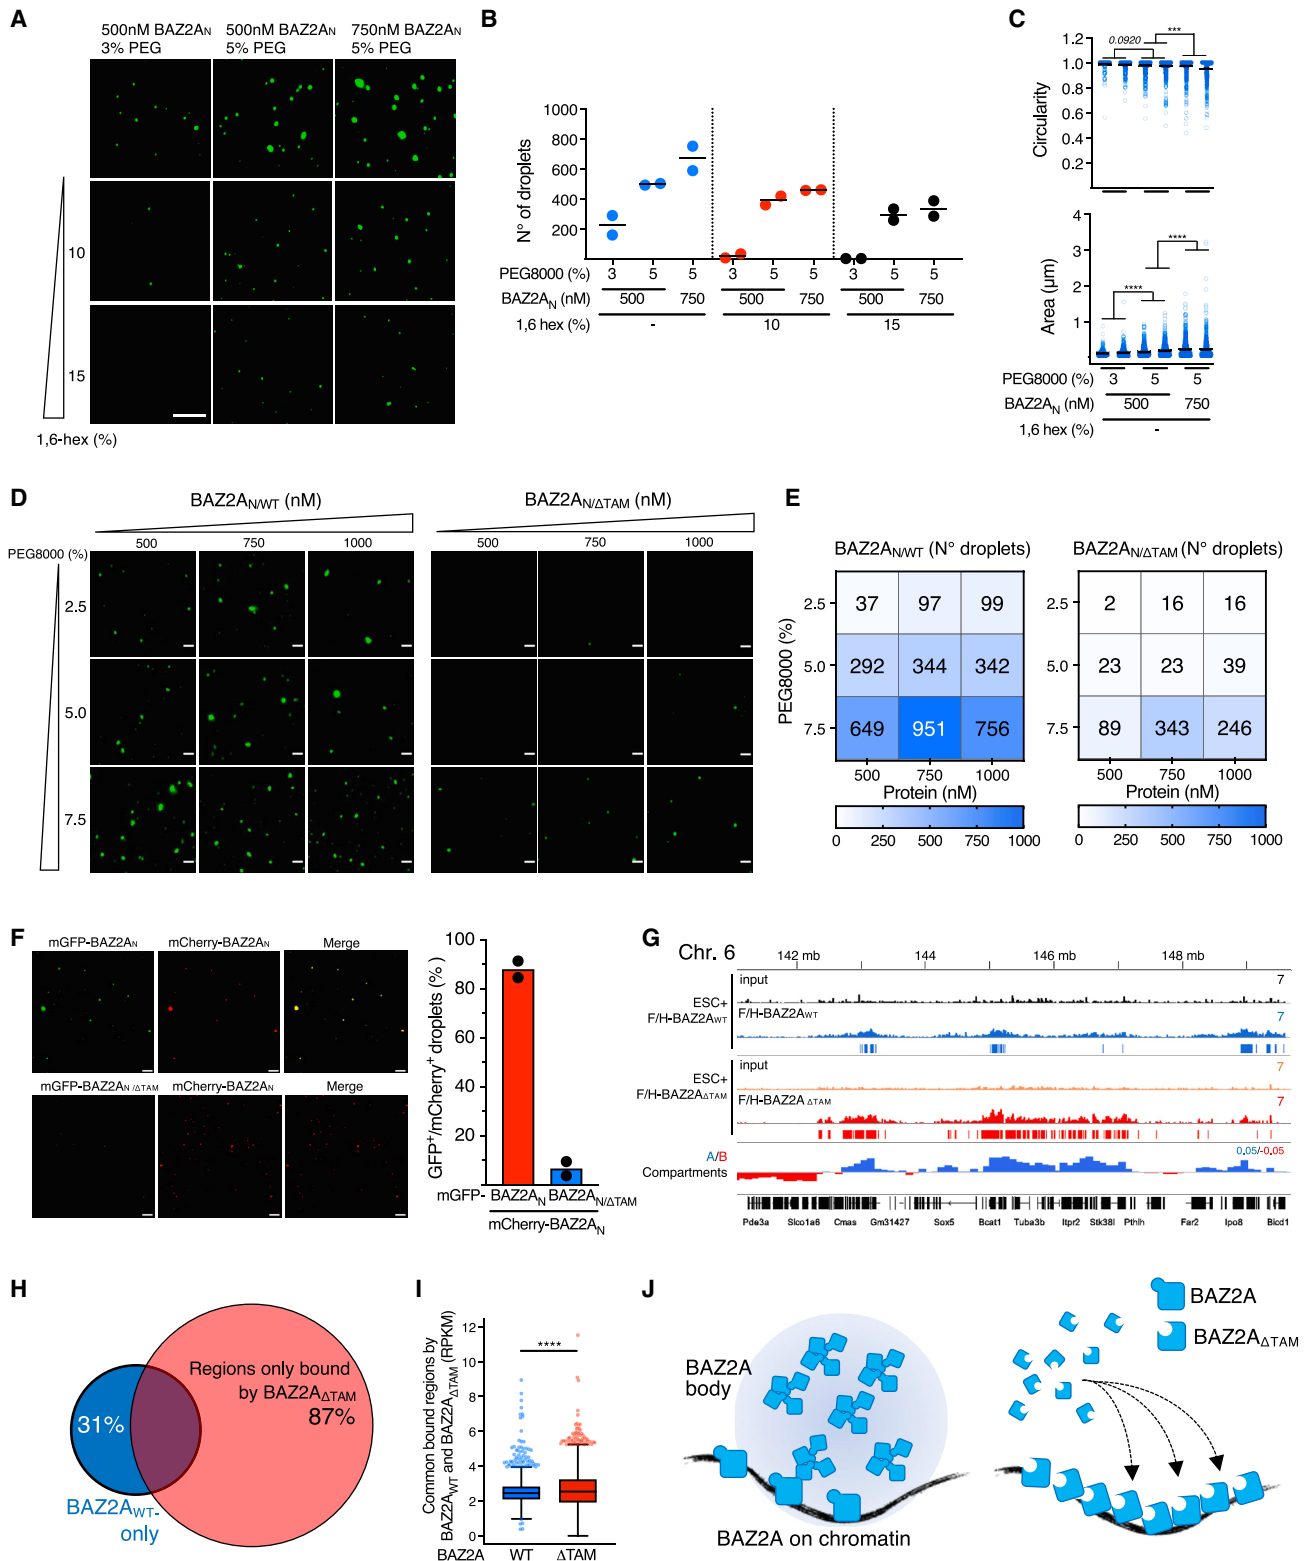 A
500nM BAZ2AN
3% PEG
500nM BAZ2AN
5% PEG
750nM BAZ2AN
5% PEG
10
15
1,6-hex (%)
B
N° of droplets
1000
800
600
400
200
PEG8000 (%)
3 5 5 3 5 5 3 5 5
BAZ2AN (nM)
500 750 500 750 500 750
1,6 hex (%)
- 10 15
C
0.0920
***
Circularity
1.2
1.0
0.8
0.6
0.4
0.2
Area (µm)
4
3
2
1
****
****
PEG8000 (%)
3 5 5
BAZ2AN (nM)
500 750
1,6 hex (%)
-
D
BAZ2AN/WT (nM)
BAZ2AN/ΔTAM (nM)
500 750 1000
500 750 1000
PEG8000 (%)
2.5
5.0
7.5
E
BAZ2AN/WT (N° droplets)
BAZ2AN/ΔTAM (N° droplets)
PEG8000 (%)
2.5 37 97 99
5.0 292 344 342
7.5 649 951 756
500 750 1000
2.5 2 16 16
5.0 23 23 39
7.5 89 343 246
500 750 1000
Protein (nM)
Protein (nM)
0 250 500 750 1000
0 250 500 750 1000
F
mGFP-BAZ2AN
mCherry-BAZ2AN
Merge
mGFP-BAZ2AN /ΔTAM
mCherry-BAZ2AN
Merge
GFP+/mCherry+ droplets (%)
100
80
60
40
20
mGFP- BAZ2AN BAZ2AN/ΔTAM
mCherry-BAZ2AN
G
Chr. 6
142 mb 144 146 mb 148 mb
input 7
ESC+
F/H-BAZ2AWT
F/H-BAZ2AWT 7
input 7
ESC+
F/H-BAZ2AΔTAM
F/H-BAZ2A ΔTAM 7
A/B
Compartments
0.05/-0.05
Pde3a Slco1a6 Cmas Gm31427 Sox5 Bcat1 Tuba3b Itpr2 Stk38l Pthlh Far2 Ipo8 Bicd1
H
31%
Regions only bound
by BAZ2AΔTAM
87%
BAZ2AWT-
only
I
Common bound regions by
BAZ2AWT and BAZ2AΔTAM (RPKM)
****
12
10
8
6
4
2
0
BAZ2A WT ΔTAM
J
BAZ2A
BAZ2AΔTAM
BAZ2A
body
BAZ2A on chromatin